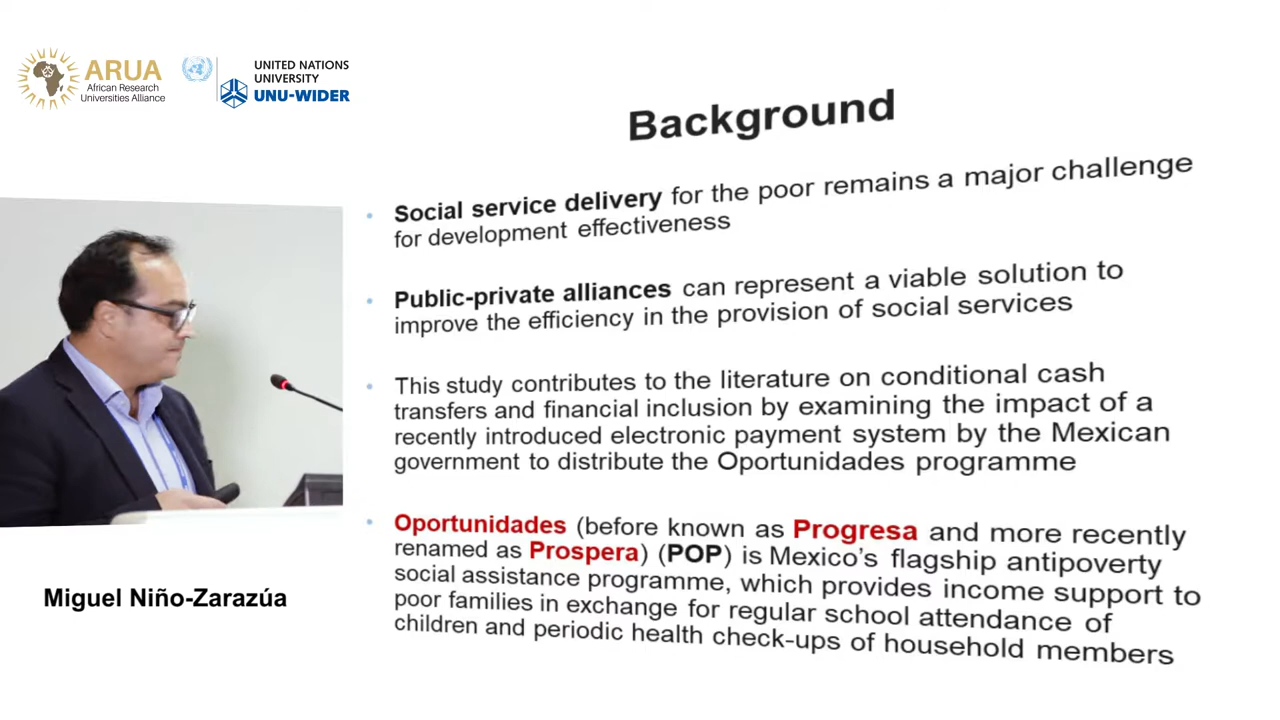 ARUA
African Research
Universities Alliance
UNITED NATIONS
UNIVERSITY
UNU-WIDER
Background
Social service delivery for the poor remains a major challenge
for development effectiveness
Public-private alliances can represent a viable solution to
improve the efficiency in the provision of social services
This study contributes to the literature on conditional cash
transfers and financial inclusion by examining the impact of a
recently introduced electronic payment system by the Mexican
government to distribute the Oportunidades programme
Oportunidades (before known as Progresa and more recently
renamed as Prospera) (POP) is Mexico's flagship antipoverty
social assistance programme, which provides income support to
poor families in exchange for regular school attendance of
children and periodic health check-ups of household members
Miguel Niño-Zarazúa